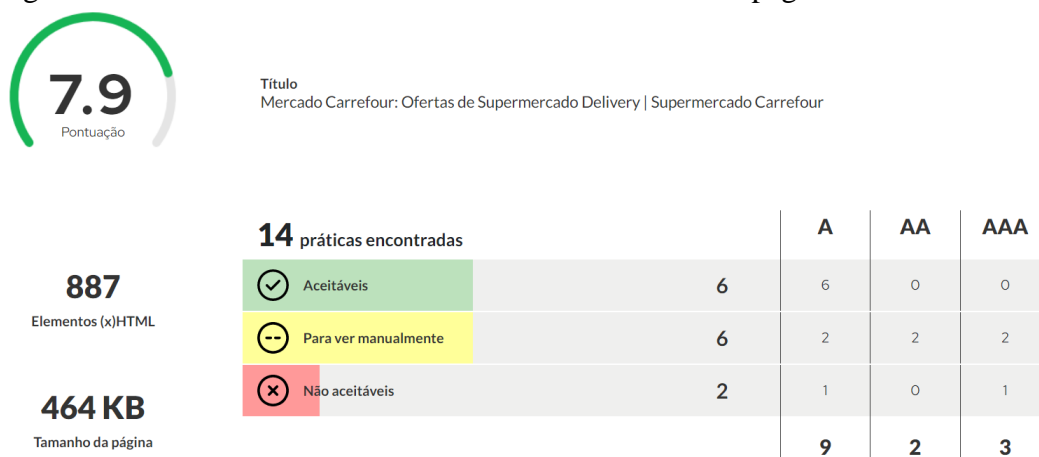 7.9
Pontuação
Título
Mercado Carrefour: Ofertas de Supermercado Delivery | Supermercado Carrefour
887
Elementos (x)HTML
464 KB
Tamanho da página
14 práticas encontradas A AA AAA
Aceitáveis 6 6 0 0
Para ver manualmente 6 2 2 2
Não aceitáveis 2 1 0 1
9 2 3